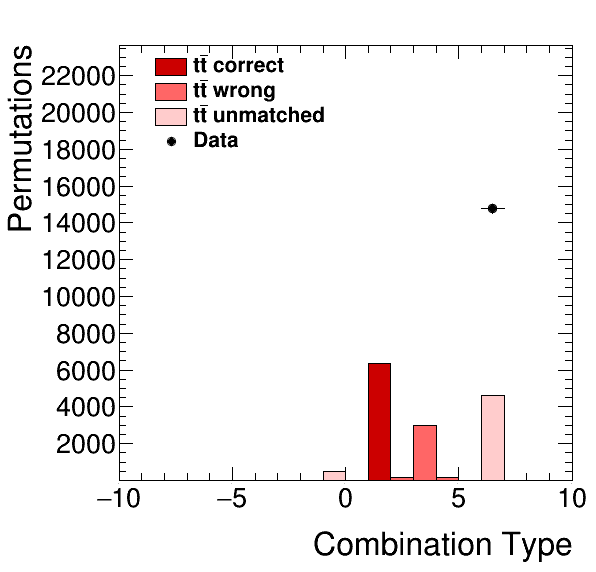 Permutations
22000
20000
18000
16000
14000
12000
10000
8000
6000
4000
2000
tt̄ correct
tt̄ wrong
tt̄ unmatched
Data
−10 −5 0 5 10
Combination Type